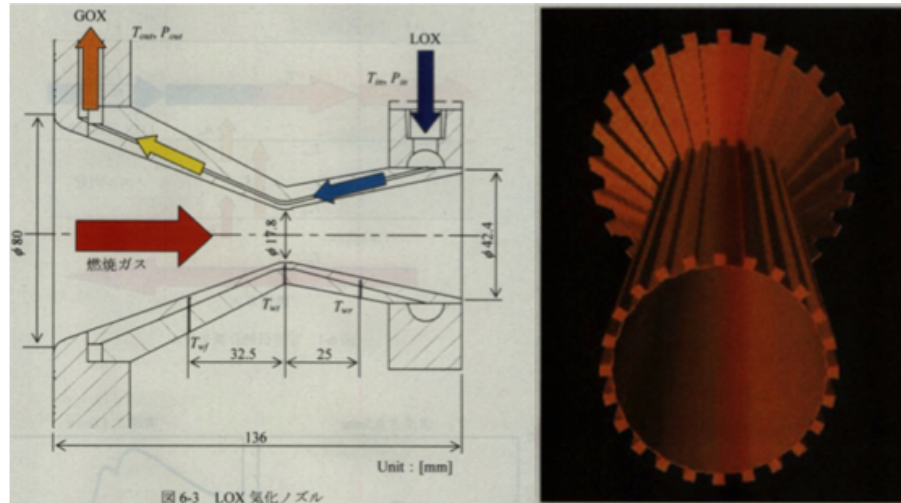 GOX
T_out, P_out
LOX
T_in, P_in
φ80
燃焼ガス
φ17.8
φ42.4
T_wf
T_wt
T_wr
32.5
25
136
Unit : [mm]
図 6-3 LOX 気化ノズル